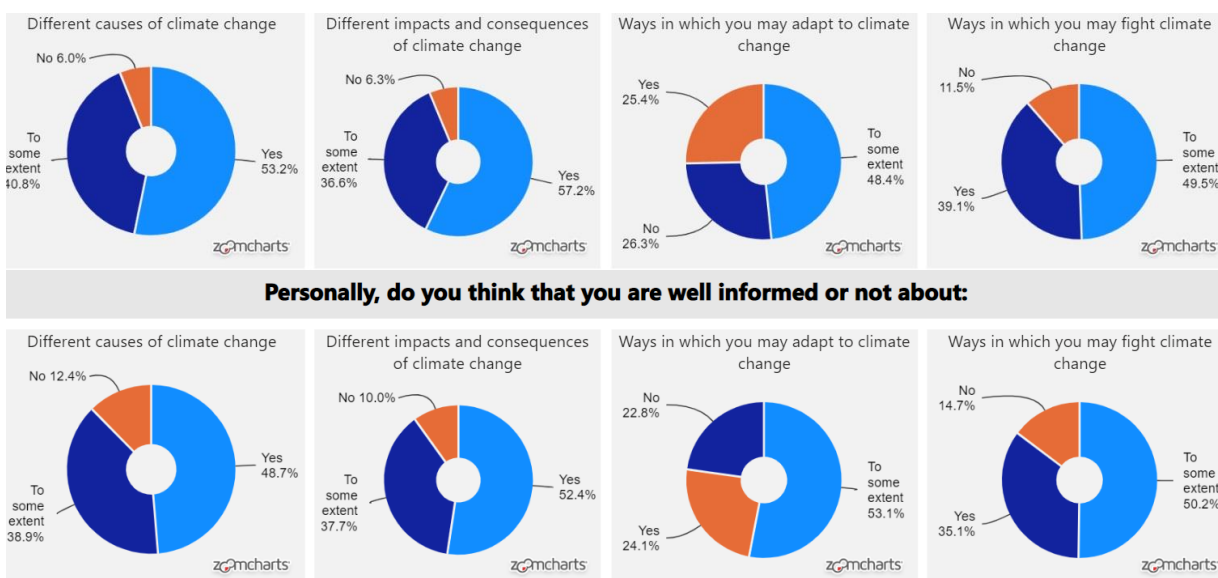 Different causes of climate change
No 6.0%
To
some
extent
40.8%
Yes
53.2%
zoomcharts
Different impacts and consequences
of climate change
No 6.3%
To
some
extent
36.6%
Yes
57.2%
zoomcharts
Ways in which you may adapt to climate
change
Yes
25.4%
To
some
extent
48.4%
No
26.3%
zoomcharts
Ways in which you may fight climate
change
No
11.5%
To
some
extent
49.5%
Yes
39.1%
zoomcharts
Personally, do you think that you are well informed or not about:
Different causes of climate change
No 12.4%
Yes
48.7%
To
some
extent
38.9%
zoomcharts
Different impacts and consequences
of climate change
No 10.0%
To
some
extent
37.7%
Yes
52.4%
zoomcharts
Ways in which you may adapt to climate
change
No
22.8%
To
some
extent
53.1%
Yes
24.1%
zoomcharts
Ways in which you may fight climate
change
No
14.7%
To
some
extent
50.2%
Yes
35.1%
zoomcharts